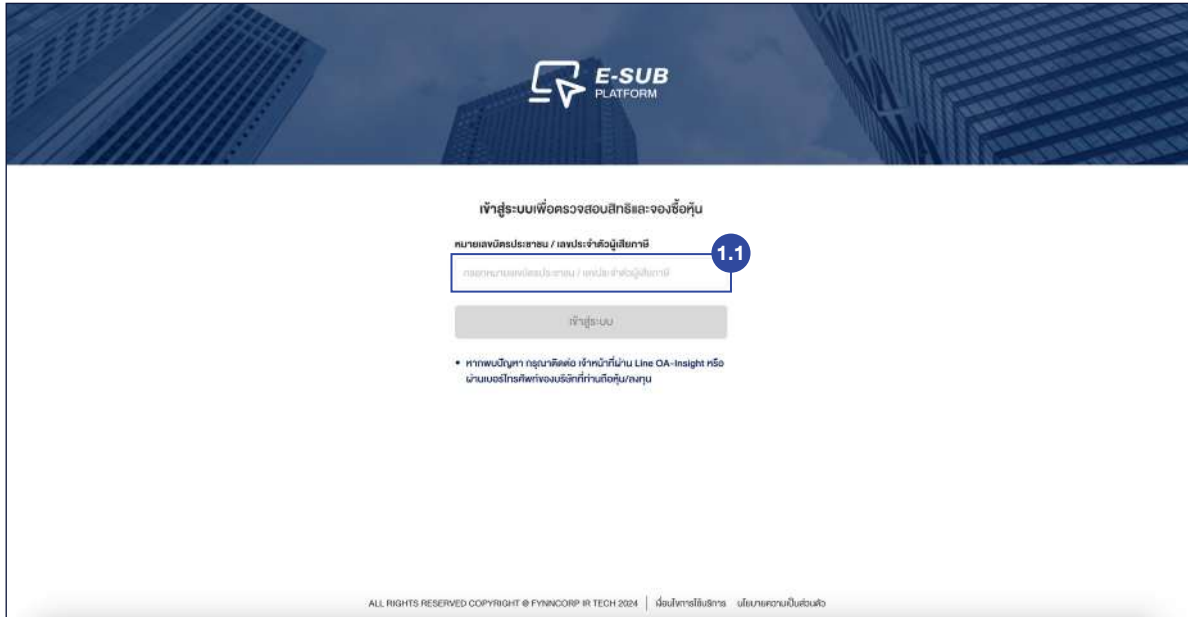 E-SUB
PLATFORM
เข้าสู่ระบบเพื่อตรวจสอบสิทธิและจองซื้อหุ้น
หมายเลขบัตรประชาชน / เลขประจำตัวผู้เสียภาษี
1.1
กรอกหมายเลขบัตรประชาชน / เลขประจำตัวผู้เสียภาษี
เข้าสู่ระบบ
• หากพบปัญหา กรุณาติดต่อ เจ้าหน้าที่ผ่าน Line OA-Insight หรือ
ผ่านเบอร์โทรศัพท์ของบริษัทที่ท่านถือหุ้น/ลงทุน
ALL RIGHTS RESERVED COPYRIGHT @ FYNNCORP IR TECH 2024 | เงื่อนไขการใช้บริการ นโยบายความเป็นส่วนตัว